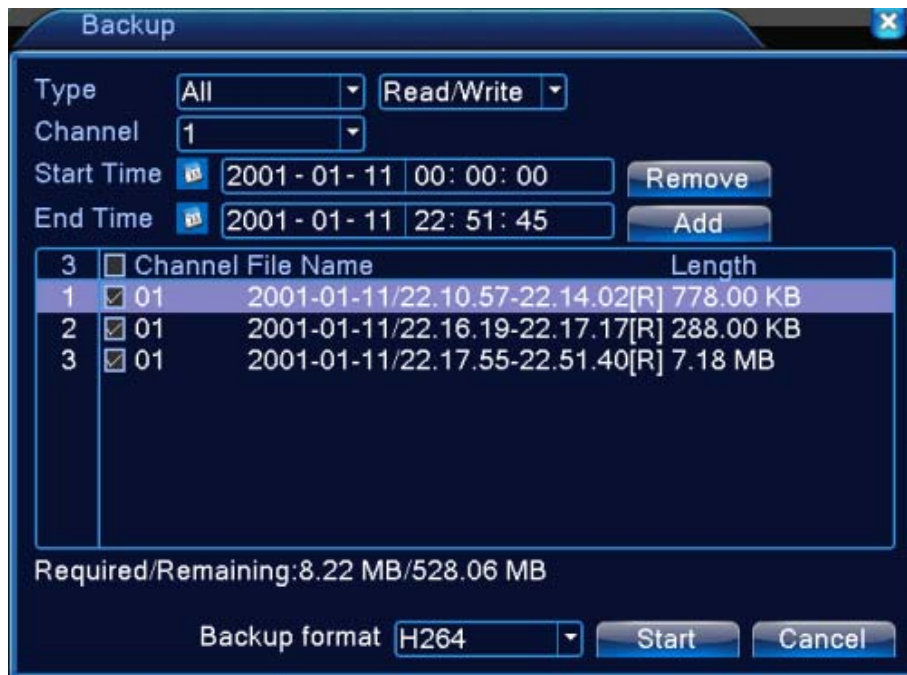 Backup
Type All Read/Write
Channel 1
Start Time 2001 - 01 - 11 00: 00: 00 Remove
End Time 2001 - 01 - 11 22: 51: 45 Add
3 Channel File Name Length
1 01 2001-01-11/22.10.57-22.14.02[R] 778.00 KB
2 01 2001-01-11/22.16.19-22.17.17[R] 288.00 KB
3 01 2001-01-11/22.17.55-22.51.40[R] 7.18 MB
Required/Remaining:8.22 MB/528.06 MB
Backup format H264 Start Cancel